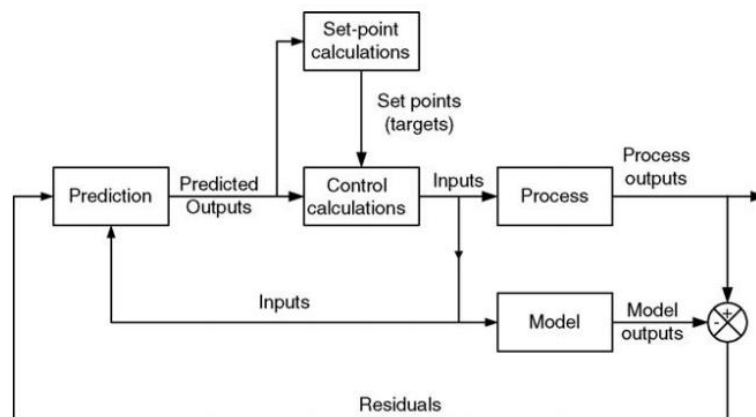 Set-point
calculations
Set points
(targets)
Prediction
Predicted
Outputs
Control
calculations
Inputs
Process
Process
outputs
Inputs
Model
Model
outputs
+
-
Residuals